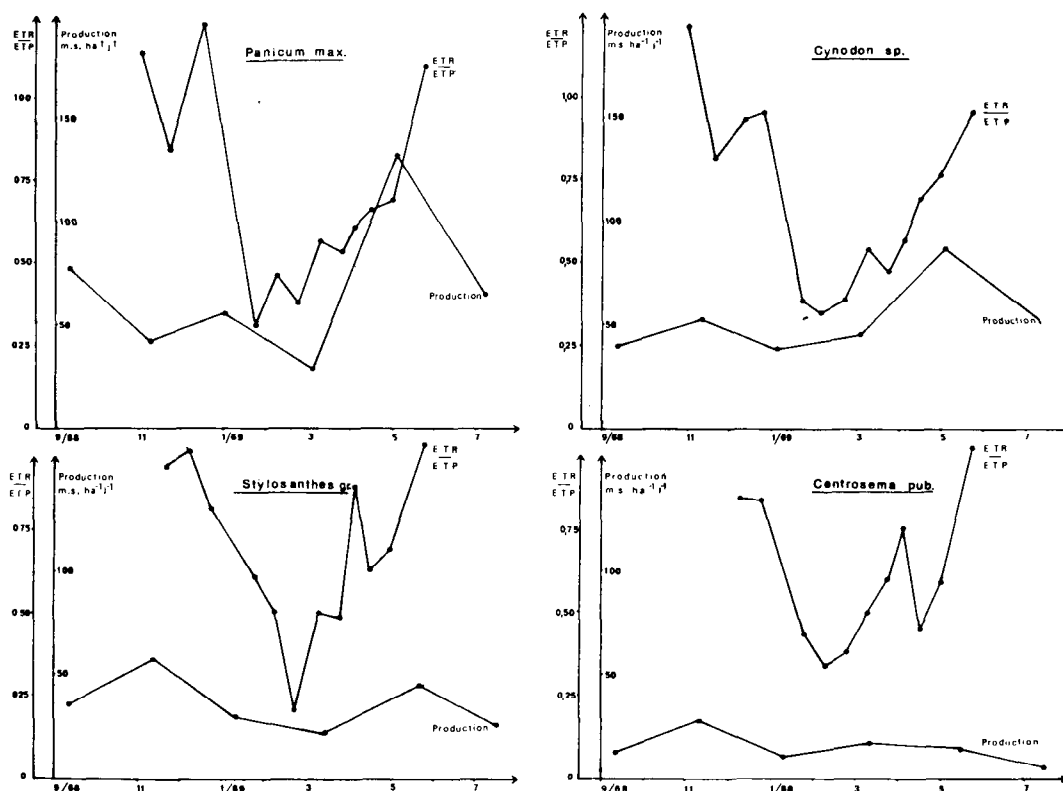 ETR
ETP
Production
m.s. ha⁻¹ j⁻¹
Panicum max.
ETR
ETP
1.00
150
0.75
100
0.50
Production
50
0.25
0
9/68
11
1/69
3
5
7
ETR
ETP
Production
m s ha⁻¹ j⁻¹
Cynodon sp.
1,00
150
ETR
ETP
0,75
100
0,50
50
Production
0,25
0
9/68
11
1/69
3
5
7
ETR
ETP
Production
m.s. ha⁻¹ j⁻¹
Stylosanthes gr.
ETR
ETP
0.75
100
0.50
50
0.25
Production
0
9/68
11
1/69
3
5
7
ETR
ETP
Production
m s ha⁻¹ j⁻¹
Centrosema pub.
ETR
ETP
0,75
100
0,50
50
0,25
Production
0
9/68
11
1/68
3
5
7